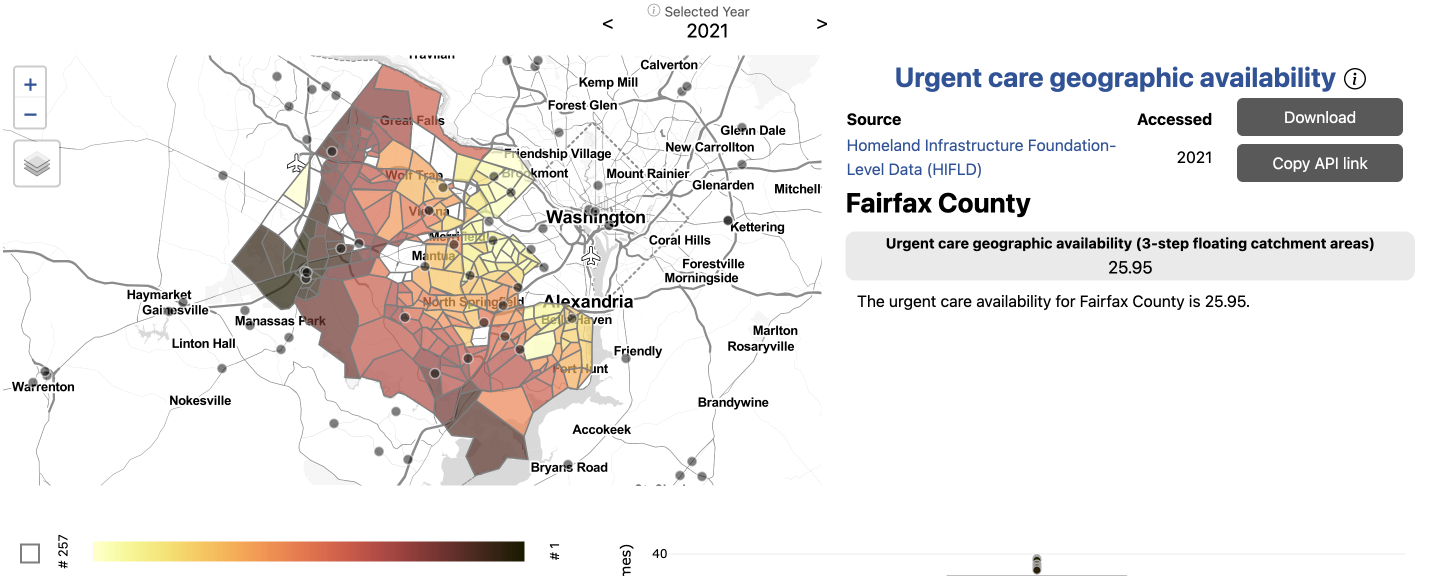 Selected Year
< 2021 >
+
−
Calverton
Kemp Mill
Forest Glen
Great Falls
Glenn Dale
New Carrollton
Friendship Village
Brookmont
Wolf Trap
Mount Rainier
Glenarden
Mitchell
Vienna
Washington
Kettering
Merrifield
Mantua
Coral Hills
Forestville
Morningside
Haymarket
Gainesville
North Springfield
Alexandria
Manassas Park
Belle Haven
Marlton
Rosaryville
Linton Hall
Friendly
Fort Hunt
Warrenton
Nokesville
Brandywine
Accokeek
Bryans Road
# 257
# 1
Urgent care geographic availability
Source
Accessed
Homeland Infrastructure Foundation-
Level Data (HIFLD)
2021
Download
Copy API link
Fairfax County
Urgent care geographic availability (3-step floating catchment areas)
25.95
The urgent care availability for Fairfax County is 25.95.
mes)
40